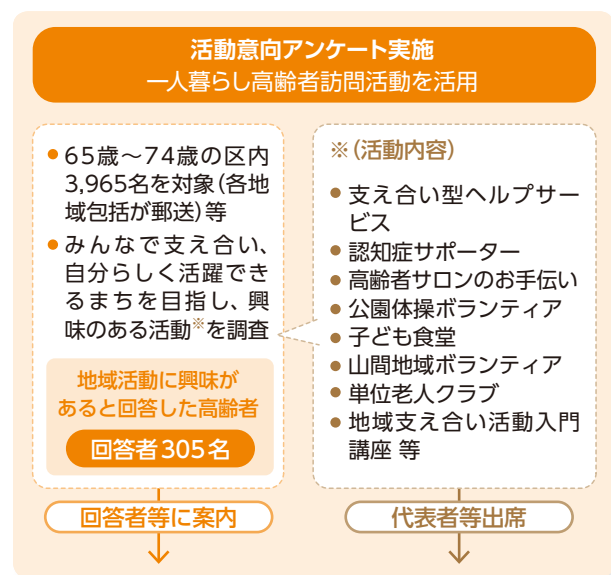 活動意向アンケート実施
一人暮らし高齢者訪問活動を活用
● 65歳～74歳の区内
3,965名を対象(各地
域包括が郵送)等
● みんなで支え合い、
自分らしく活躍でき
るまちを目指し、興
味のある活動※を調査
地域活動に興味が
あると回答した高齢者
回答者305名
回答者等に案内
※(活動内容)
● 支え合い型ヘルプサー
ビス
● 認知症サポーター
● 高齢者サロンのお手伝い
● 公園体操ボランティア
● 子ども食堂
● 山間地域ボランティア
● 単位老人クラブ
● 地域支え合い活動入門
講座 等
代表者等出席